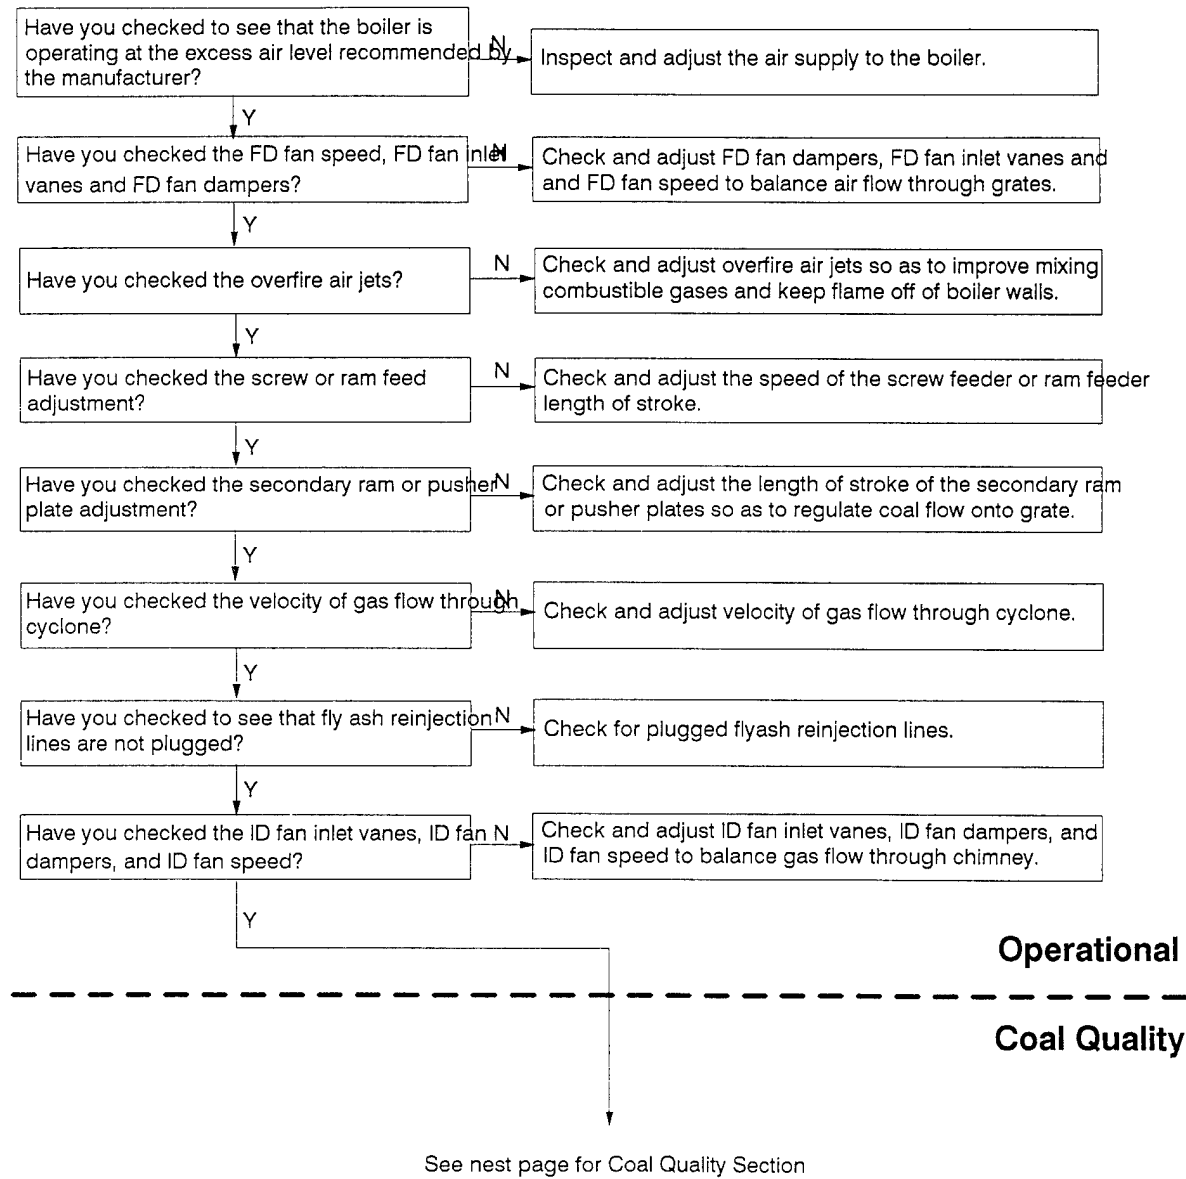 Have you checked to see that the boiler is
operating at the excess air level recommended by
the manufacturer?
N
Inspect and adjust the air supply to the boiler.
Y
Have you checked the FD fan speed, FD fan inlet
vanes and FD fan dampers?
N
Check and adjust FD fan dampers, FD fan inlet vanes and
and FD fan speed to balance air flow through grates.
Y
Have you checked the overfire air jets?
N
Check and adjust overfire air jets so as to improve mixing
combustible gases and keep flame off of boiler walls.
Y
Have you checked the screw or ram feed
adjustment?
N
Check and adjust the speed of the screw feeder or ram feeder
length of stroke.
Y
Have you checked the secondary ram or pusher
plate adjustment?
N
Check and adjust the length of stroke of the secondary ram
or pusher plates so as to regulate coal flow onto grate.
Y
Have you checked the velocity of gas flow through
cyclone?
N
Check and adjust velocity of gas flow through cyclone.
Y
Have you checked to see that fly ash reinjection
lines are not plugged?
N
Check for plugged flyash reinjection lines.
Y
Have you checked the ID fan inlet vanes, ID fan
dampers, and ID fan speed?
N
Check and adjust ID fan inlet vanes, ID fan dampers, and
ID fan speed to balance gas flow through chimney.
Y
Operational
Coal Quality
See nest page for Coal Quality Section